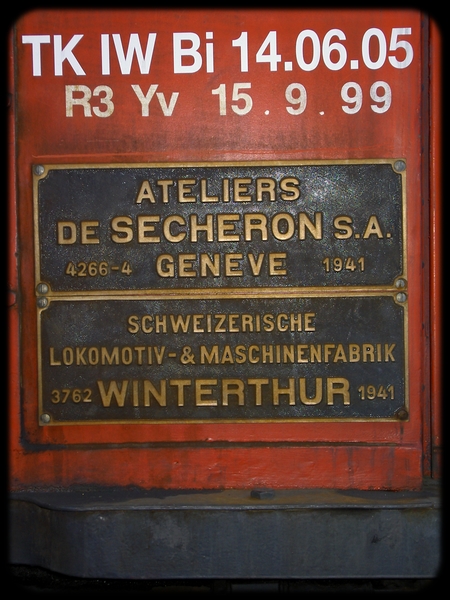 TK IW Bi 14.06.05
R3 Yv 15.9.99
ATELIERS
DE SECHERON S.A.
4266-4 GENEVE 1941
SCHWEIZERISCHE
LOKOMOTIV-& MASCHINENFABRIK
3762 WINTERTHUR 1941